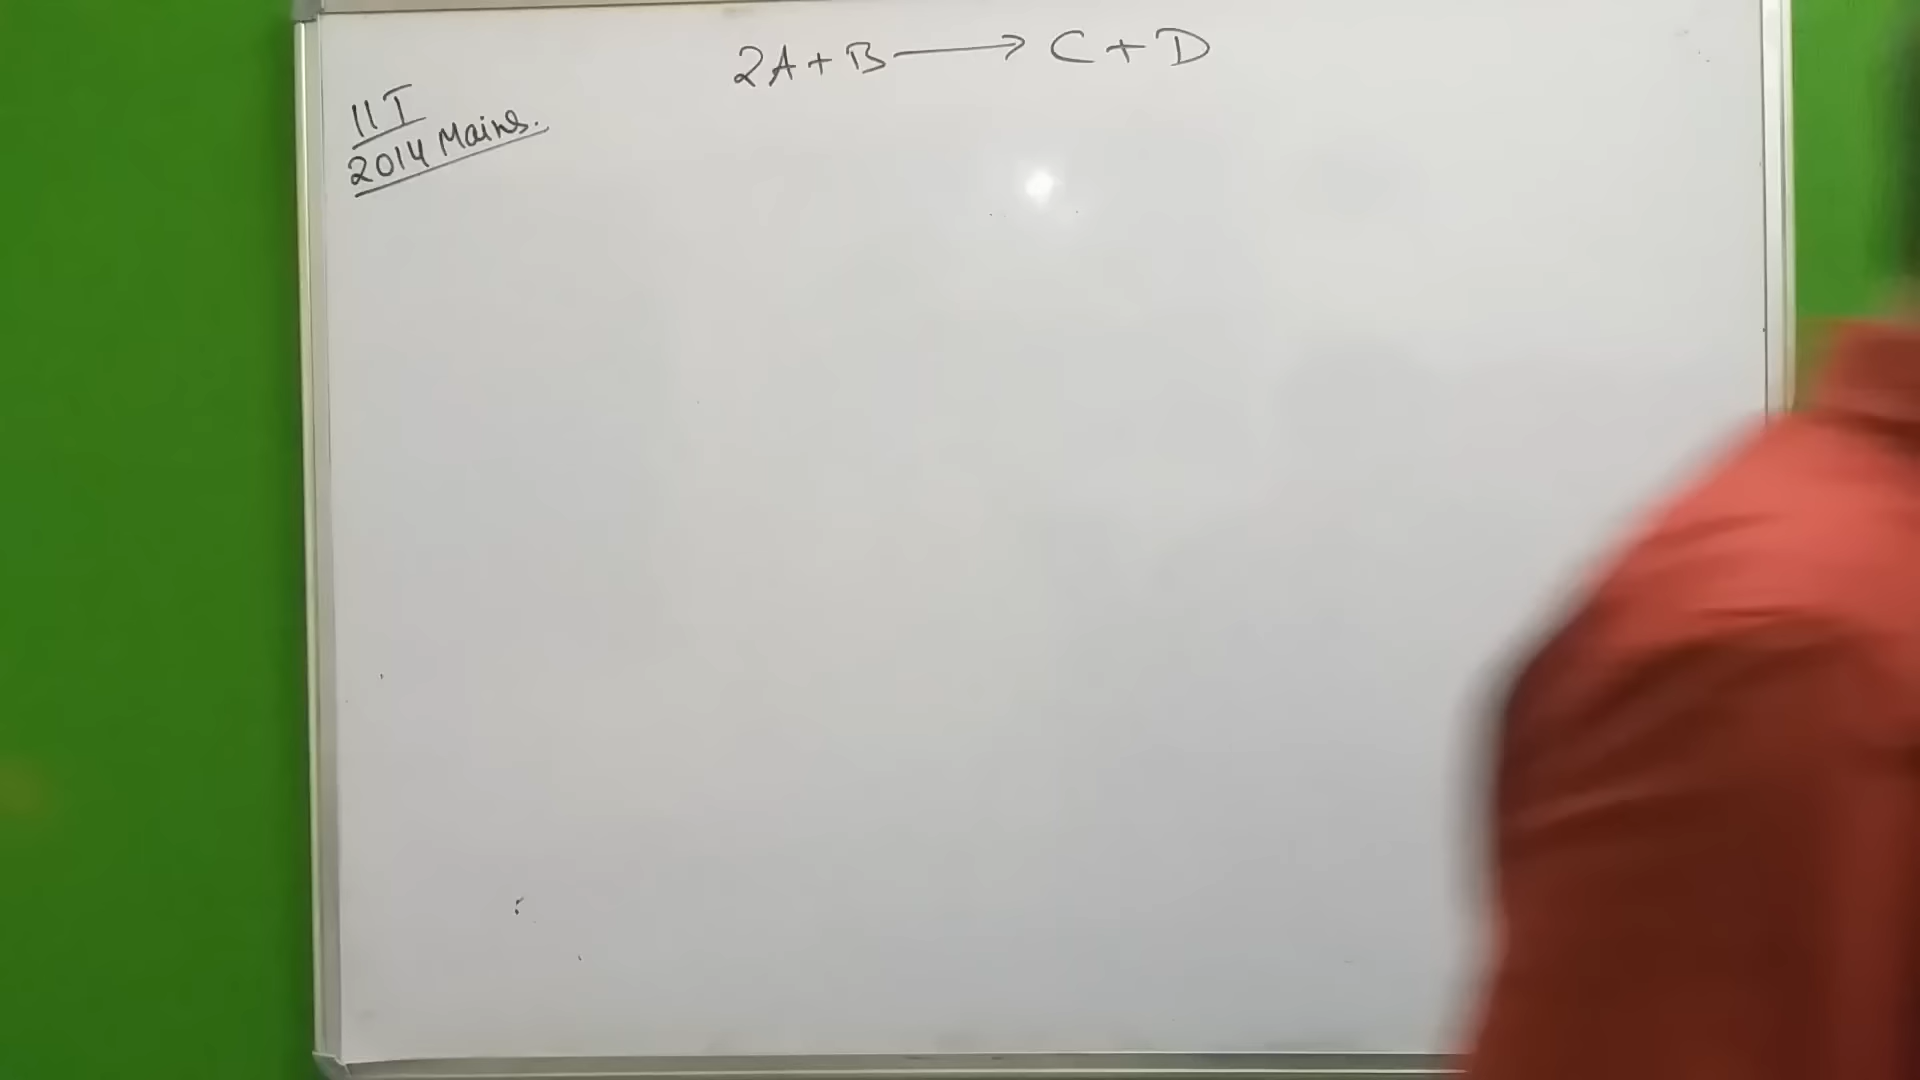 2A + B ⟶ C + D
IIT
2014 Mains.